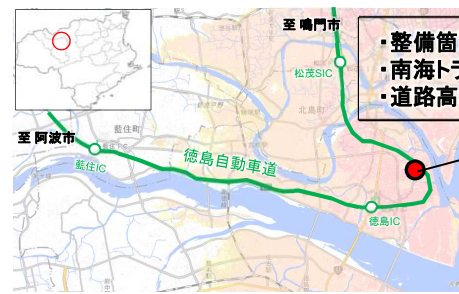 至 鳴門市
・整備箇
・南海トラ
・道路高
松茂SIC
北島町
至 阿波市
藍住町
藍住IC
徳島自動車道
徳島IC